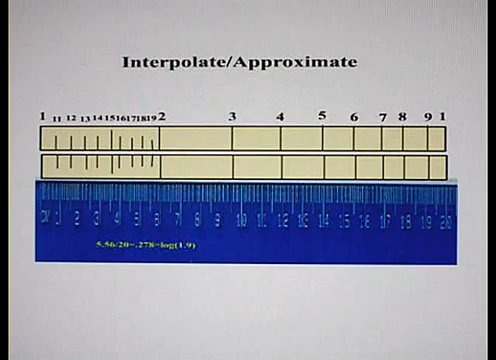 Interpolate/Approximate
1 11 12 13 14 15 16 17 18 19 2 3 4 5 6 7 8 9 1
CM 1 2 3 4 5 6 7 8 9 10 11 12 13 14 15 16 17 18 19 20
5.56/20=.278=log(1.9)